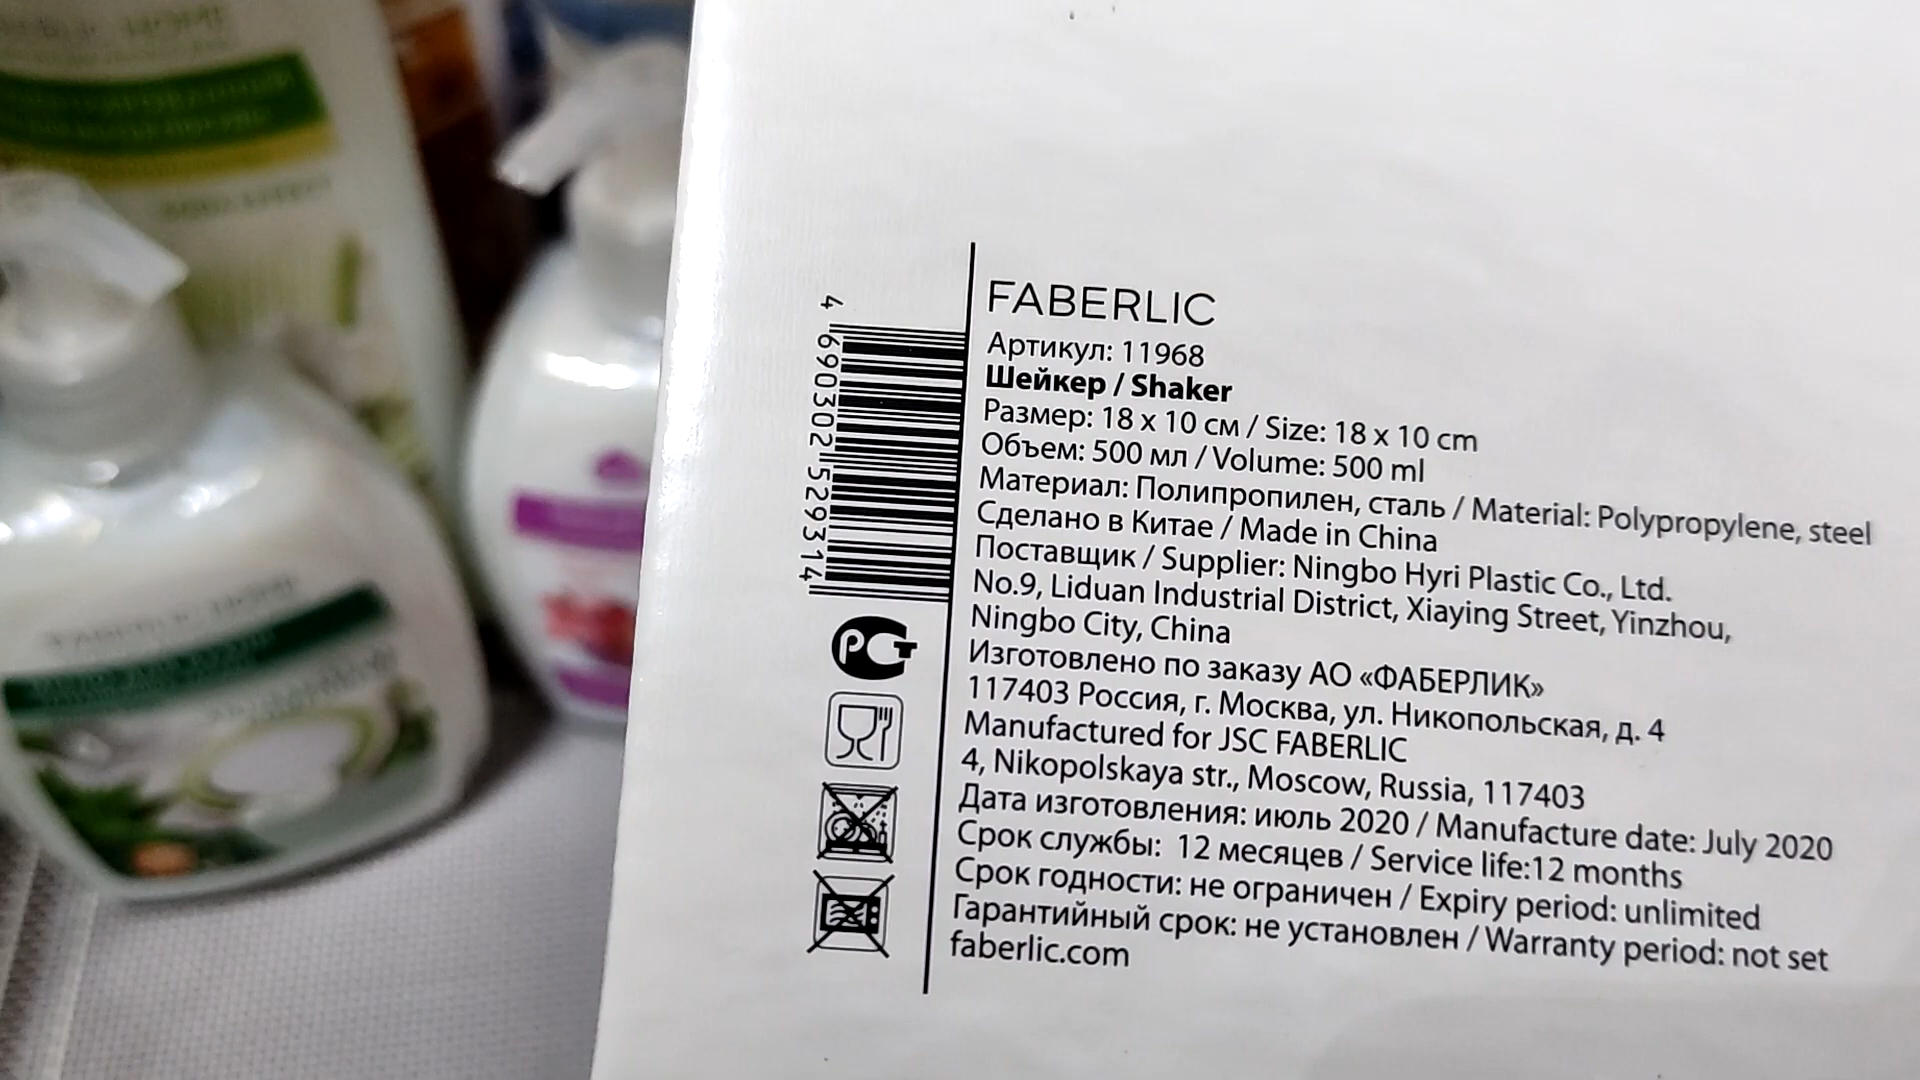 FABERLIC
Артикул: 11968
Шейкер / Shaker
Размер: 18 x 10 см / Size: 18 x 10 cm
Объем: 500 мл / Volume: 500 ml
Материал: Полипропилен, сталь / Material: Polypropylene, steel
Сделано в Китае / Made in China
Поставщик / Supplier: Ningbo Hyri Plastic Co., Ltd.
No.9, Liduan Industrial District, Xiaying Street, Yinzhou,
Ningbo City, China
Изготовлено по заказу АО «ФАБЕРЛИК»
117403 Россия, г. Москва, ул. Никопольская, д. 4
Manufactured for JSC FABERLIC
4, Nikopolskaya str., Moscow, Russia, 117403
Дата изготовления: июль 2020 / Manufacture date: July 2020
Срок службы: 12 месяцев / Service life:12 months
Срок годности: не ограничен / Expiry period: unlimited
Гарантийный срок: не установлен / Warranty period: not set
faberlic.com
4 690302 529314
РСТ